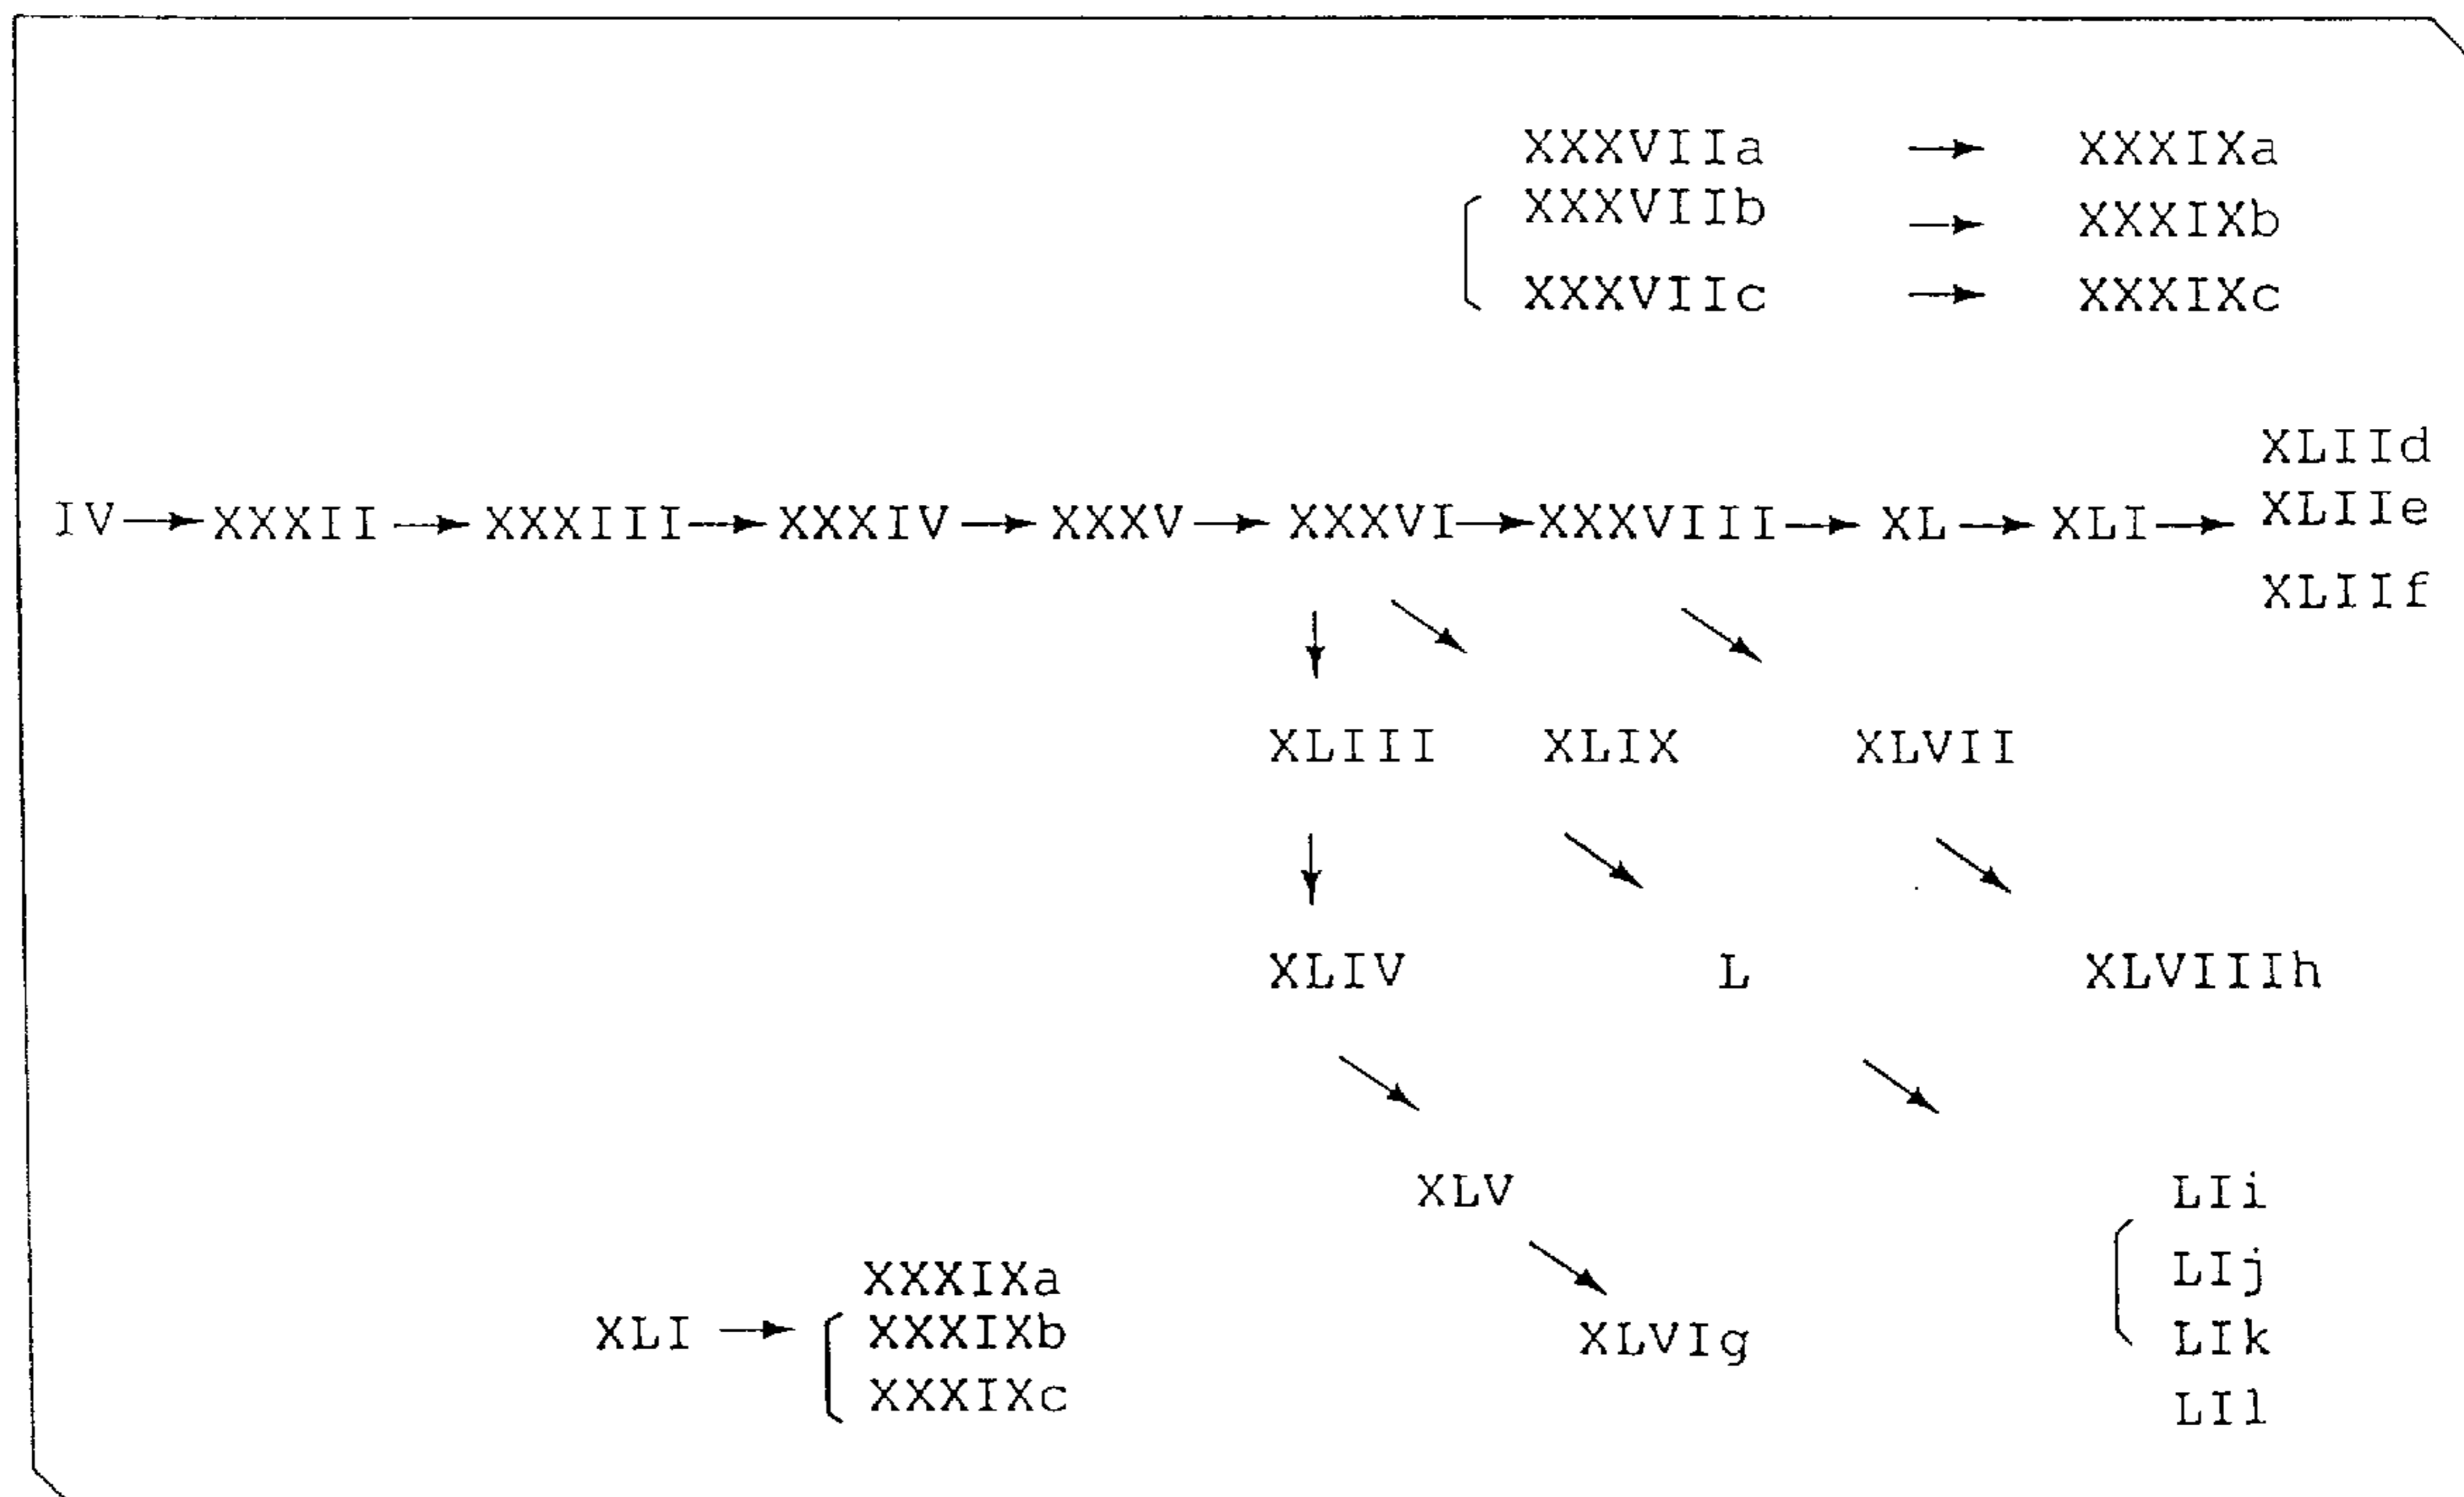 XXXVIIa → XXXIXa
XXXVIIb → XXXIXb
XXXVIIc → XXXIXc
XLIId
IV → XXXII → XXXIII → XXXIV → XXXV → XXXVI → XXXVIII → XL → XLI → XLIIe
XLIIf
XLIII XLIX XLVII
XLIV L XLVIIIh
XLV LIi
XXXIXa LIj
XLI → XXXIXb XLVIg LIk
XXXIXc LIl